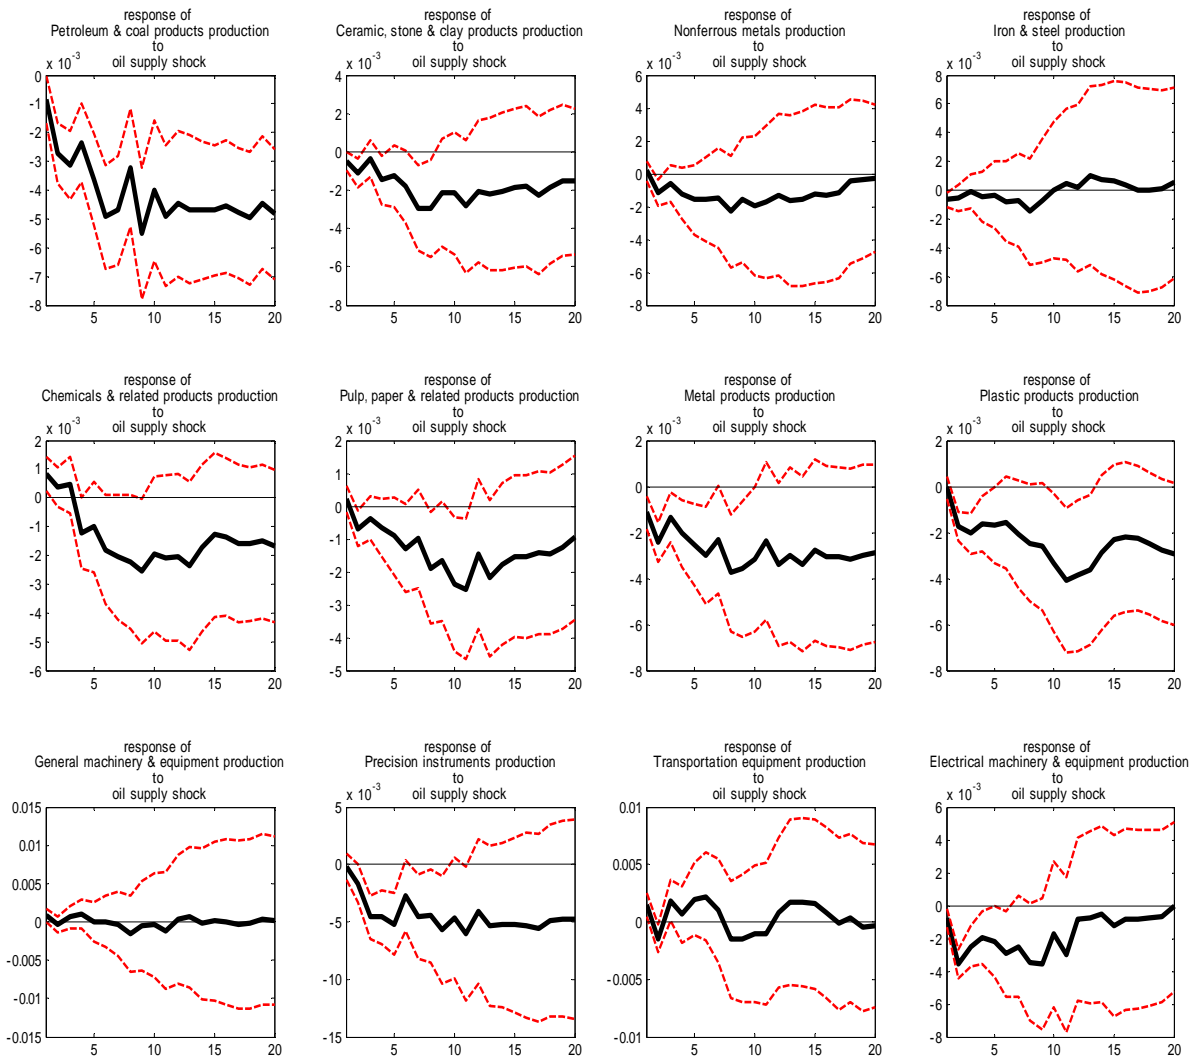 response of
Petroleum & coal products production
to
oil supply shock
x 10-3
0
-1
-2
-3
-4
-5
-6
-7
-8
5 10 15 20
response of
Ceramic, stone & clay products production
to
oil supply shock
x 10-3
4
2
0
-2
-4
-6
-8
5 10 15 20
response of
Nonferrous metals production
to
oil supply shock
x 10-3
6
4
2
0
-2
-4
-6
-8
5 10 15 20
response of
Iron & steel production
to
oil supply shock
x 10-3
8
6
4
2
0
-2
-4
-6
-8
5 10 15 20
response of
Chemicals & related products production
to
oil supply shock
x 10-3
2
1
0
-1
-2
-3
-4
-5
-6
5 10 15 20
response of
Pulp, paper & related products production
to
oil supply shock
x 10-3
2
1
0
-1
-2
-3
-4
-5
5 10 15 20
response of
Metal products production
to
oil supply shock
x 10-3
2
0
-2
-4
-6
-8
5 10 15 20
response of
Plastic products production
to
oil supply shock
x 10-3
2
0
-2
-4
-6
-8
5 10 15 20
response of
General machinery & equipment production
to
oil supply shock
0.015
0.01
0.005
0
-0.005
-0.01
-0.015
5 10 15 20
response of
Precision instruments production
to
oil supply shock
x 10-3
5
0
-5
-10
-15
5 10 15 20
response of
Transportation equipment production
to
oil supply shock
0.01
0.005
0
-0.005
-0.01
5 10 15 20
response of
Electrical machinery & equipment production
to
oil supply shock
x 10-3
6
4
2
0
-2
-4
-6
-8
5 10 15 20